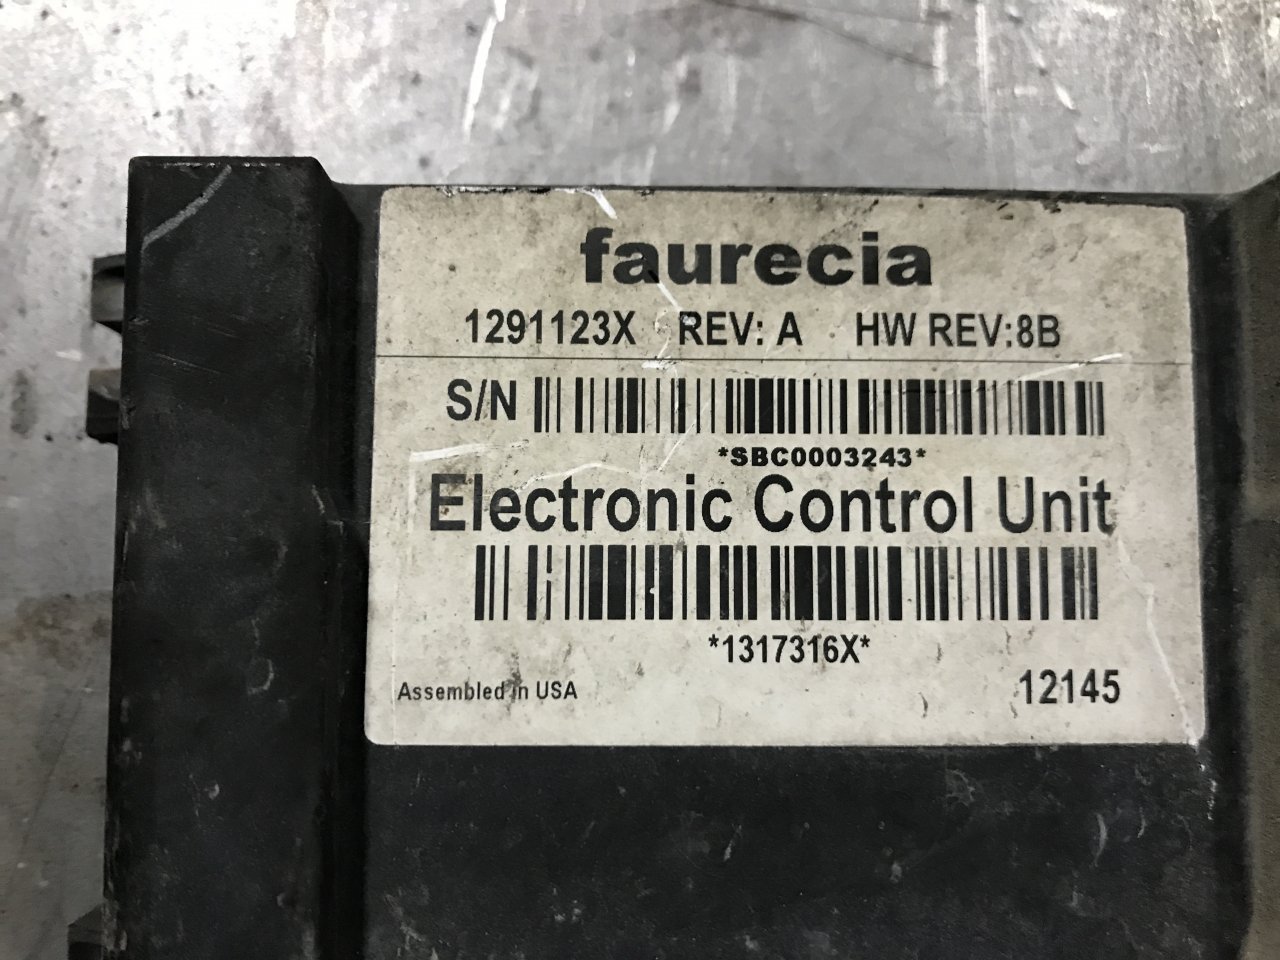 faurecia
1291123X REV: A HW REV:8B
S/N
*SBC0003243*
Electronic Control Unit
*1317316X*
Assembled in USA 12145